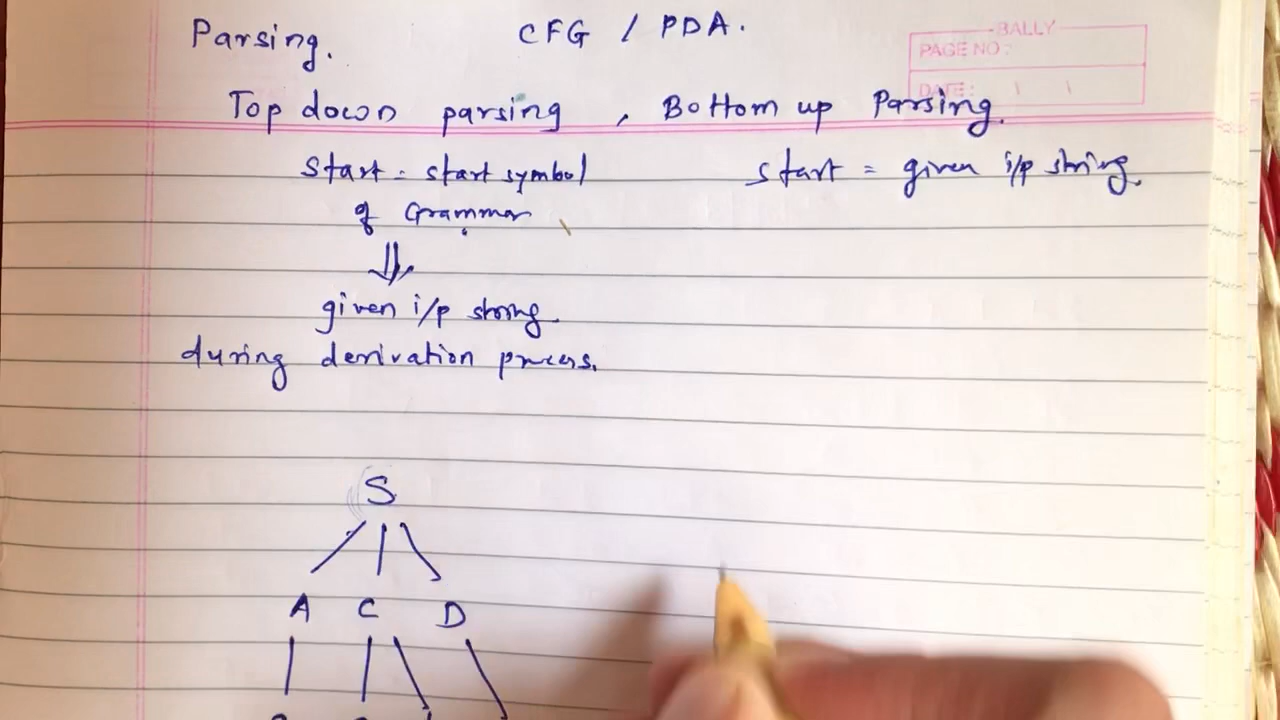 Parsing. CFG / PDA.
BALLY
PAGE NO :
DATE :
Top down parsing , Bottom up Parsing.
start = start symbol
of Grammar
start = given i/p string.
⇓
given i/p string.
during derivation process.
S
A C D